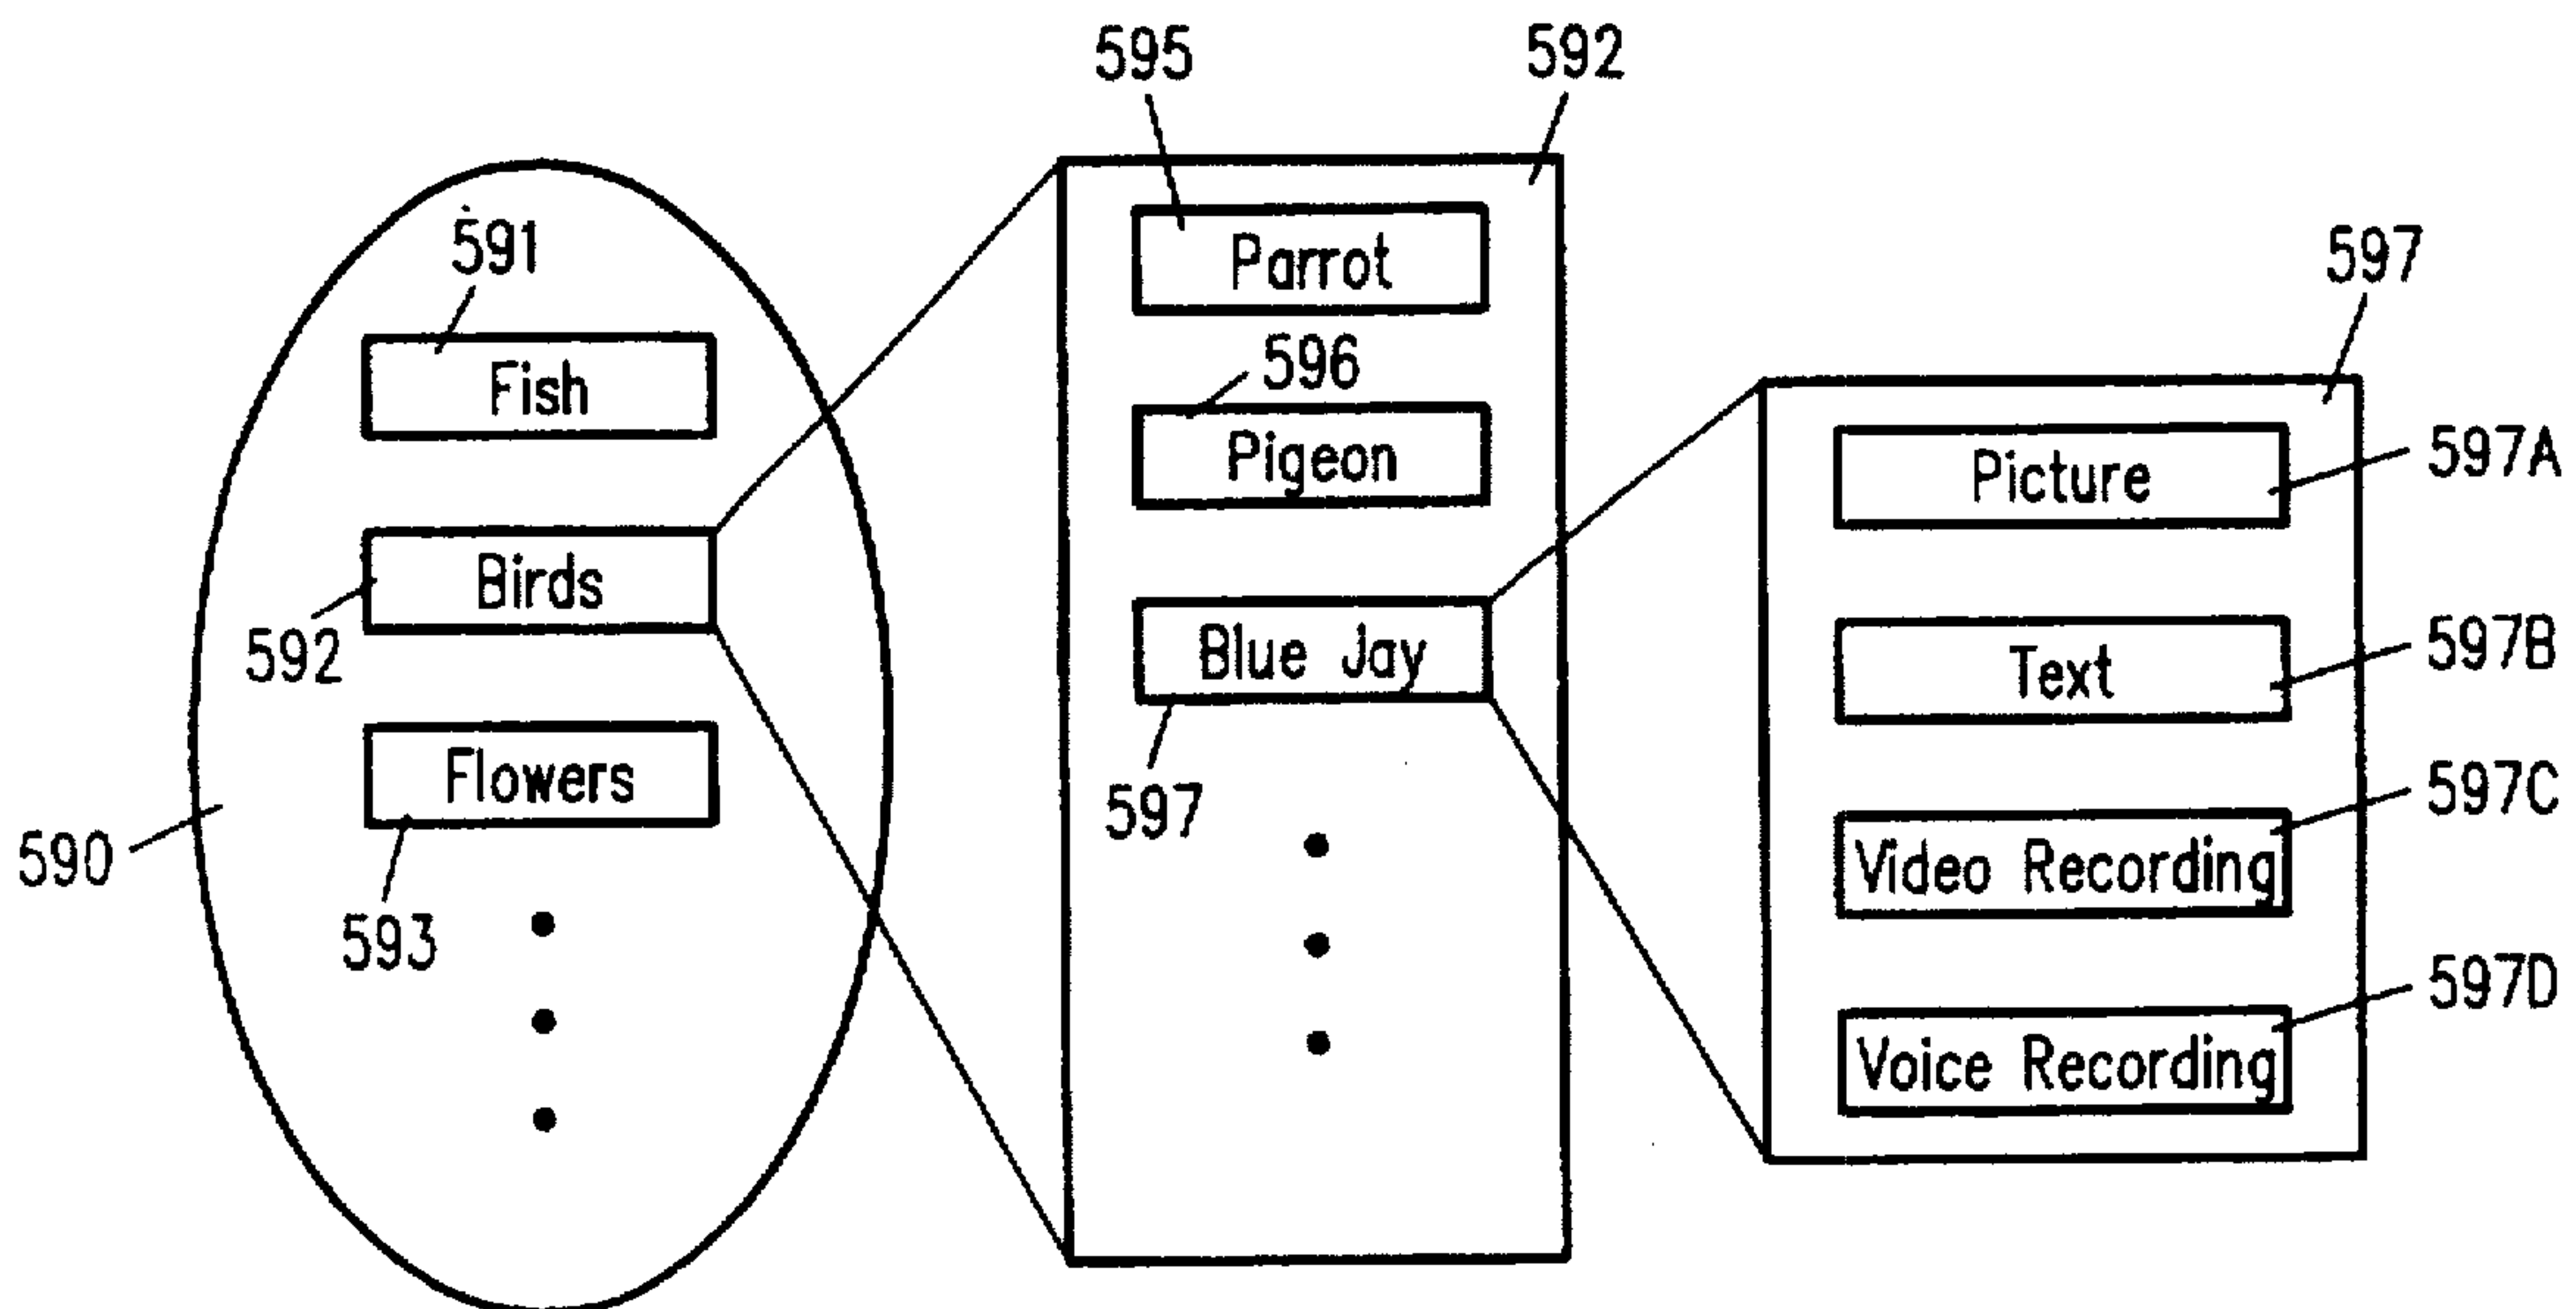 595
592
591
Fish
592
Birds
590
Flowers
593
Parrot
596
Pigeon
Blue Jay
597
597
Picture
597A
Text
597B
Video Recording
597C
Voice Recording
597D